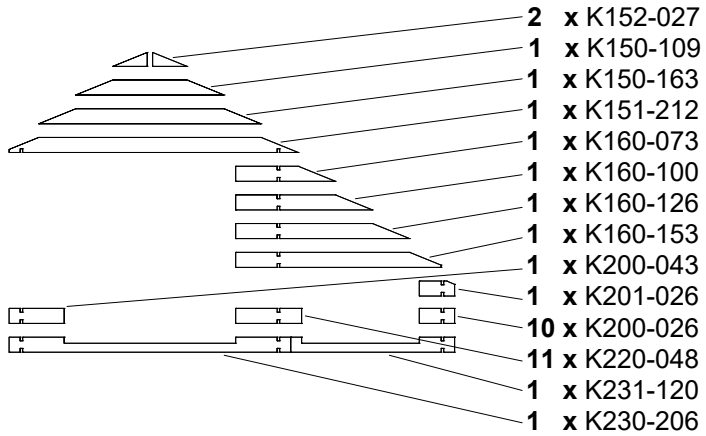 2 x K152-027
1 x K150-109
1 x K150-163
1 x K151-212
1 x K160-073
1 x K160-100
1 x K160-126
1 x K160-153
1 x K200-043
1 x K201-026
10 x K200-026
11 x K220-048
1 x K231-120
1 x K230-206